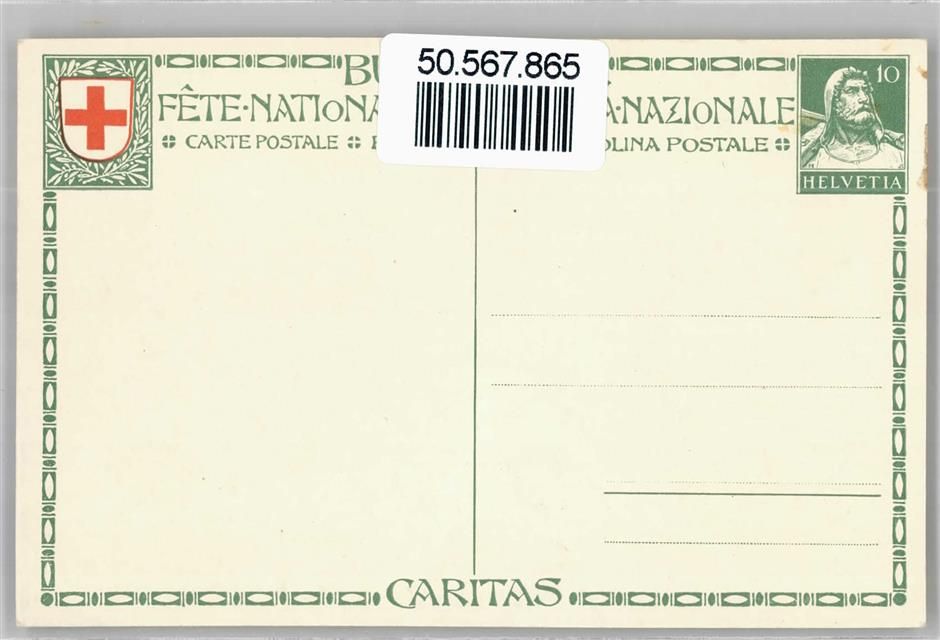 50.567.865
BU
FÊTE·NATIONA A·NAZIONALE
CARTE POSTALE OLINA POSTALE
10
HELVETIA
CARITAS